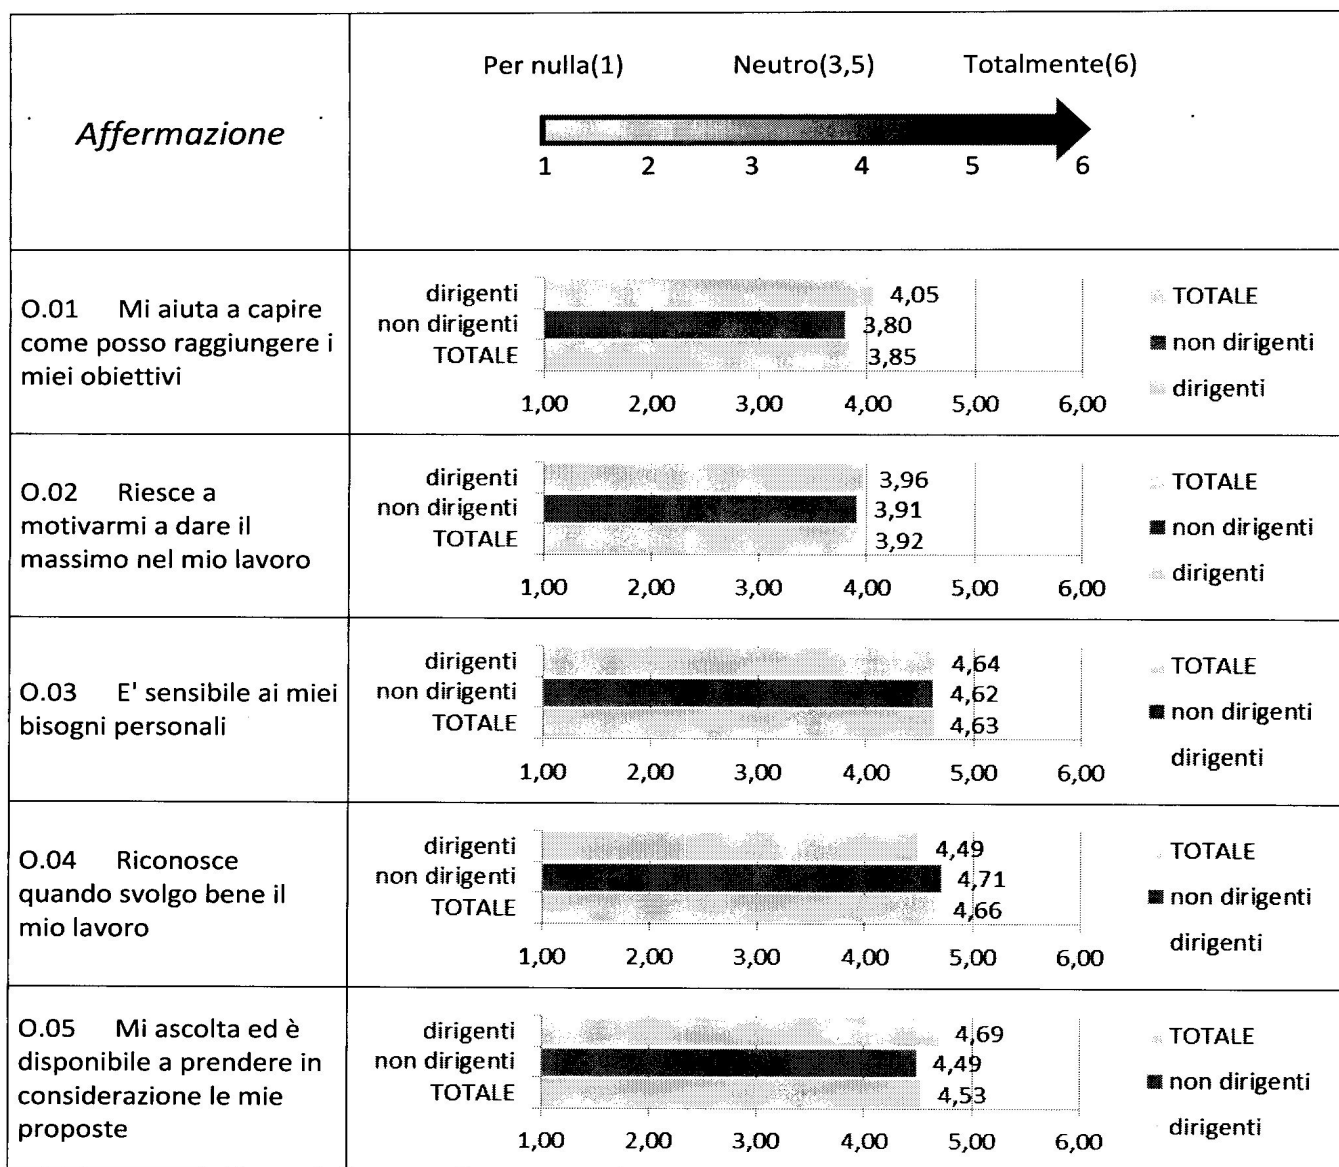 Affermazione
Per nulla(1) Neutro(3,5) Totalmente(6)
1 2 3 4 5 6
O.01 Mi aiuta a capire
come posso raggiungere i
miei obiettivi
dirigenti 4,05
non dirigenti 3,80
TOTALE 3,85
1,00 2,00 3,00 4,00 5,00 6,00
TOTALE
non dirigenti
dirigenti
O.02 Riesce a
motivarmi a dare il
massimo nel mio lavoro
dirigenti 3,96
non dirigenti 3,91
TOTALE 3,92
1,00 2,00 3,00 4,00 5,00 6,00
TOTALE
non dirigenti
dirigenti
O.03 E' sensibile ai miei
bisogni personali
dirigenti 4,64
non dirigenti 4,62
TOTALE 4,63
1,00 2,00 3,00 4,00 5,00 6,00
TOTALE
non dirigenti
dirigenti
O.04 Riconosce
quando svolgo bene il
mio lavoro
dirigenti 4,49
non dirigenti 4,71
TOTALE 4,66
1,00 2,00 3,00 4,00 5,00 6,00
TOTALE
non dirigenti
dirigenti
O.05 Mi ascolta ed è
disponibile a prendere in
considerazione le mie
proposte
dirigenti 4,69
non dirigenti 4,49
TOTALE 4,53
1,00 2,00 3,00 4,00 5,00 6,00
TOTALE
non dirigenti
dirigenti